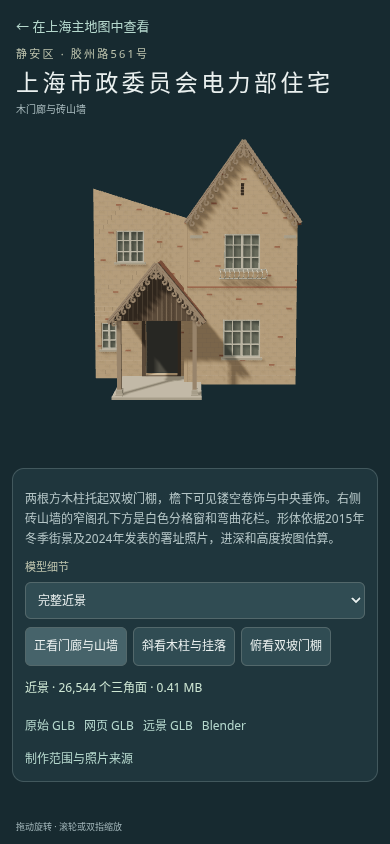 ← 在上海主地图中查看
静安区 · 胶州路561号
上海市政委员会电力部住宅
木门廊与砖山墙
两根方木柱托起双坡门棚，檐下可见镂空卷饰与中央垂饰。右侧
砖山墙的窄阁孔下方是白色分格窗和弯曲花栏。形体依据2015年
冬季街景及2024年发表的署址照片，进深和高度按图估算。
模型细节
完整近景
正看门廊与山墙 斜看木柱与挂落 俯看双坡门棚
近景 · 26,544 个三角面 · 0.41 MB
原始 GLB 网页 GLB 远景 GLB Blender
制作范围与照片来源
拖动旋转 · 滚轮或双指缩放